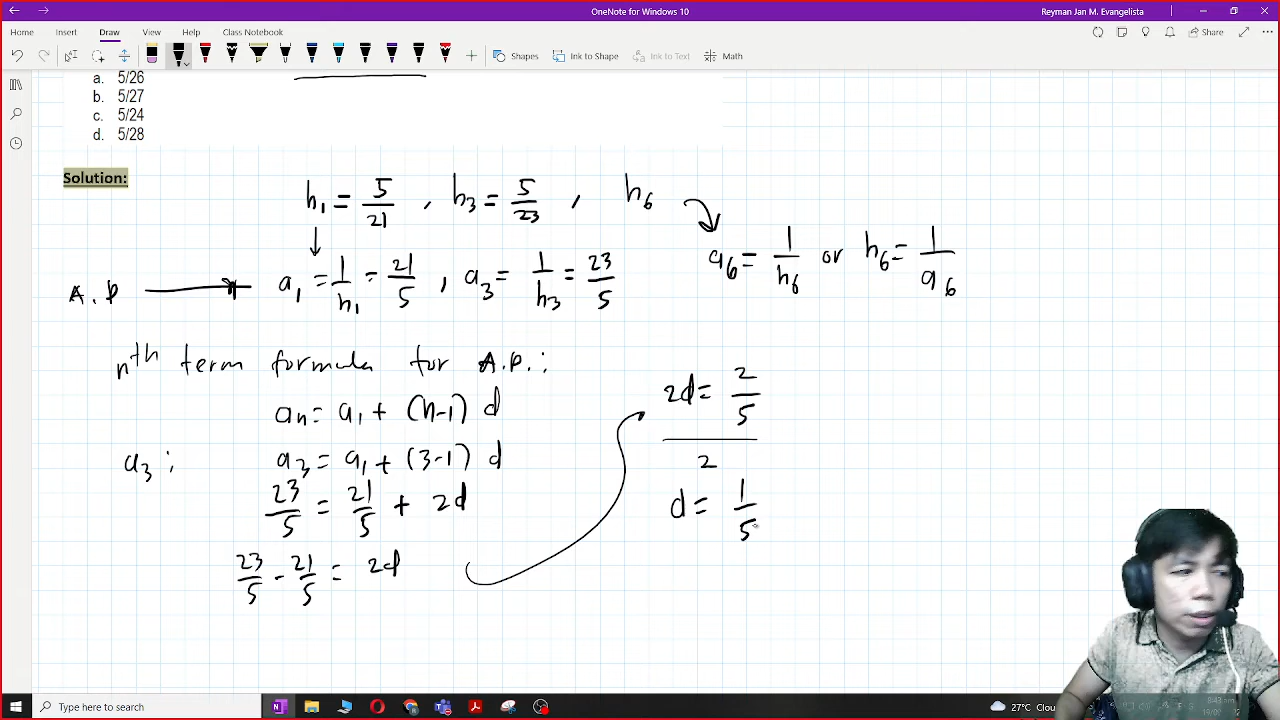 OneNote for Windows 10
Reyman Jan M. Evangelista
Home Insert Draw View Help Class Notebook
Share
Shapes Ink to Shape Ink to Text Math
a. 5/26
b. 5/27
c. 5/24
d. 5/28
Solution:
h₁ = 5/21 , h₃ = 5/23 , h₆
a₆ = 1/h₆ or h₆ = 1/a₆
A.P a₁ = 1/h₁ = 21/5 , a₃ = 1/h₃ = 23/5
nth term formula for A.P.:
an = a₁ + (n-1) d
a₃ : a₃ = a₁ + (3-1) d
23/5 = 21/5 + 2d
23/5 - 21/5 = 2d
2d = 2/5
2
d = 1/5
Type here to search
27°C Clou
8:43